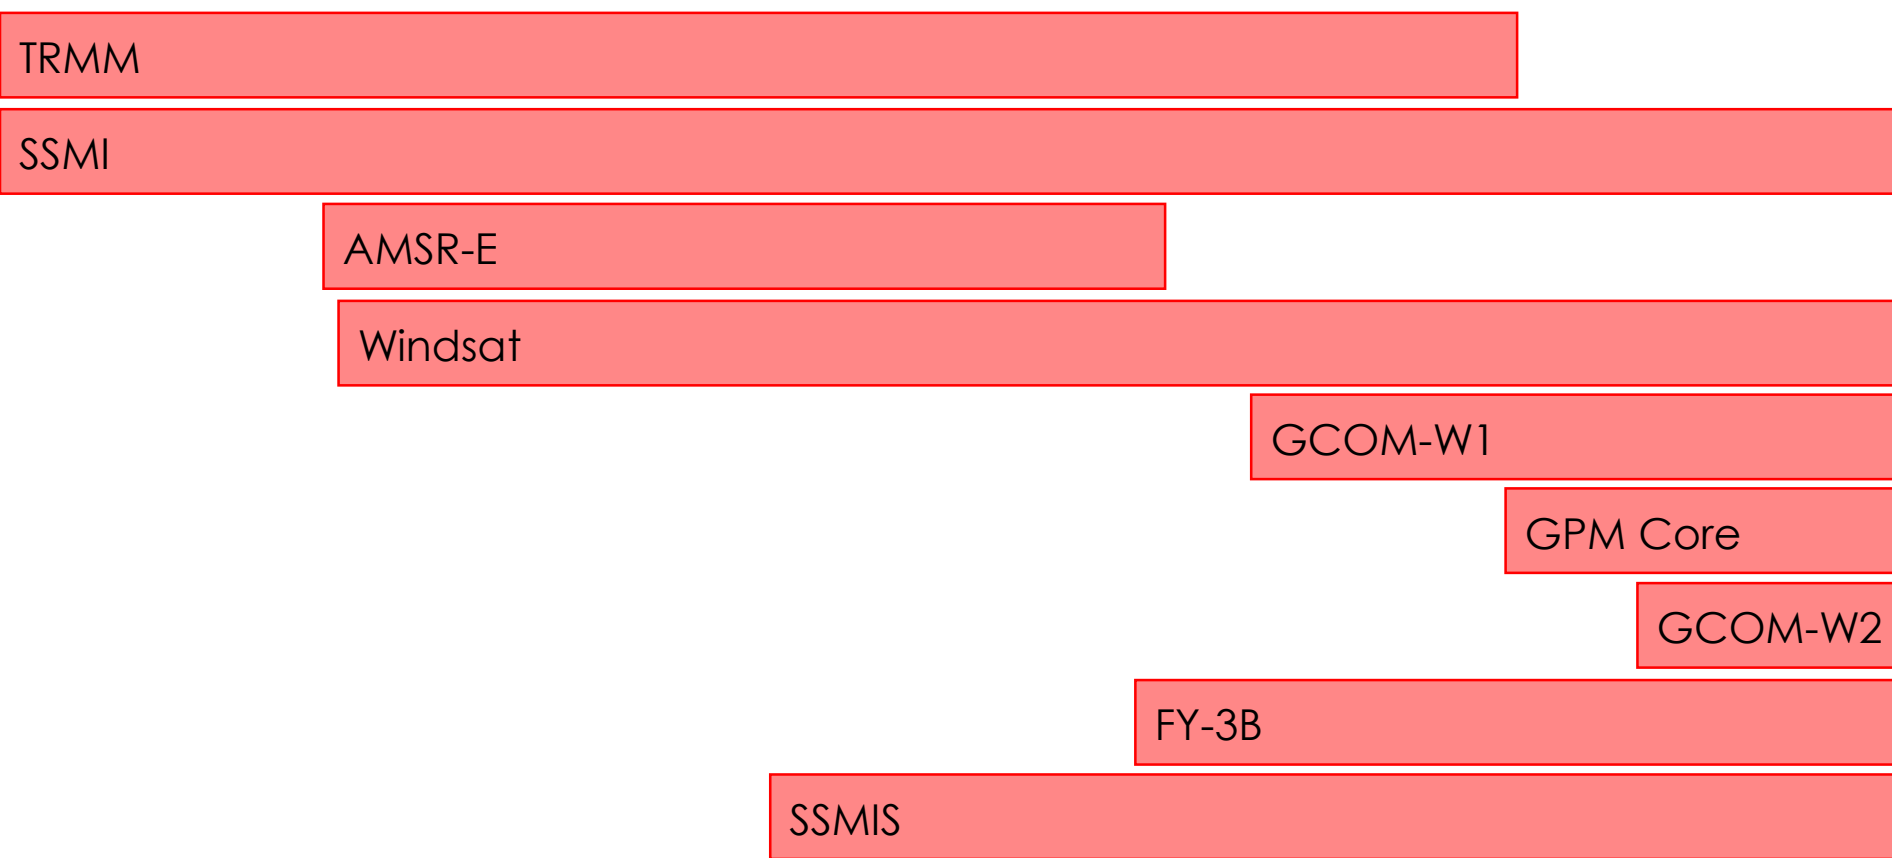 TRMM
SSMI
AMSR-E
Windsat
GCOM-W1
GPM Core
GCOM-W2
FY-3B
SSMIS